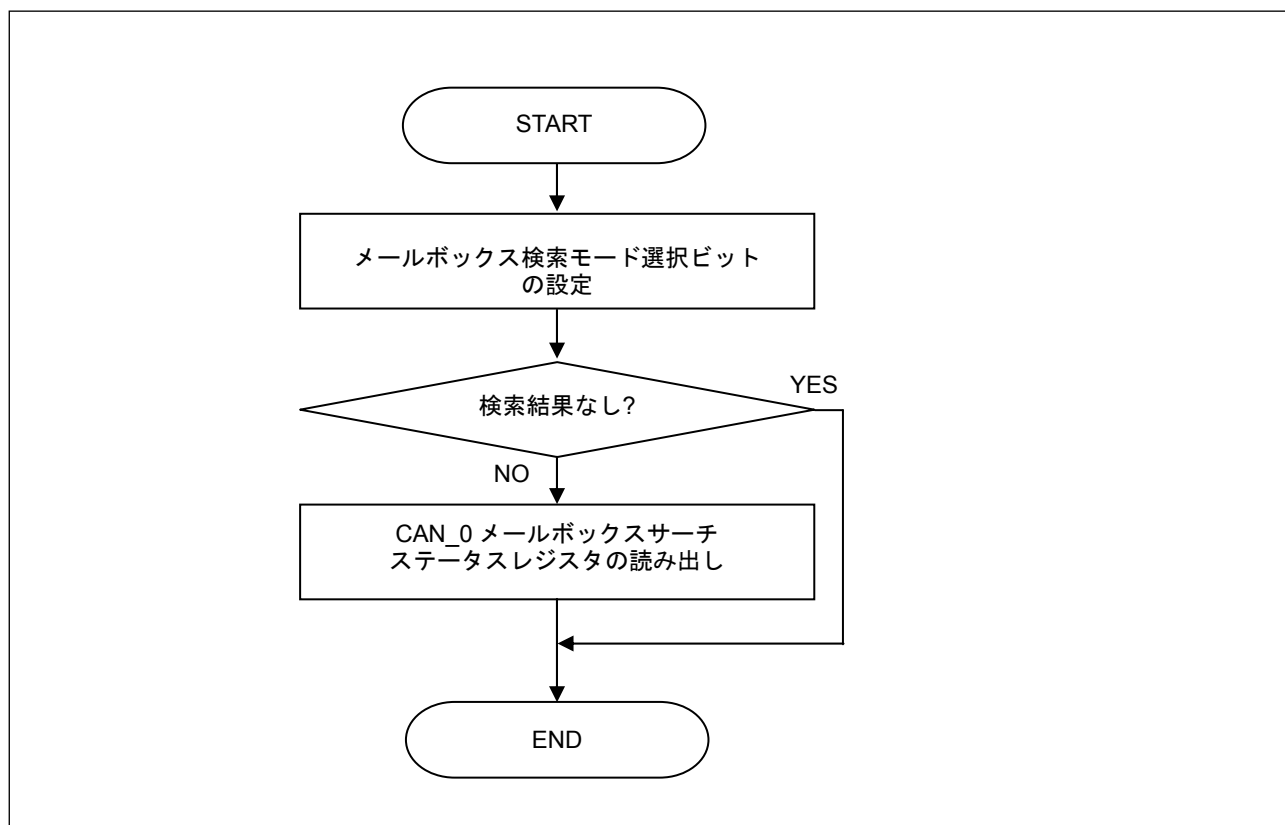 START
メールボックス検索モード選択ビット
の設定
検索結果なし?
YES
NO
CAN_0 メールボックスサーチ
ステータスレジスタの読み出し
END